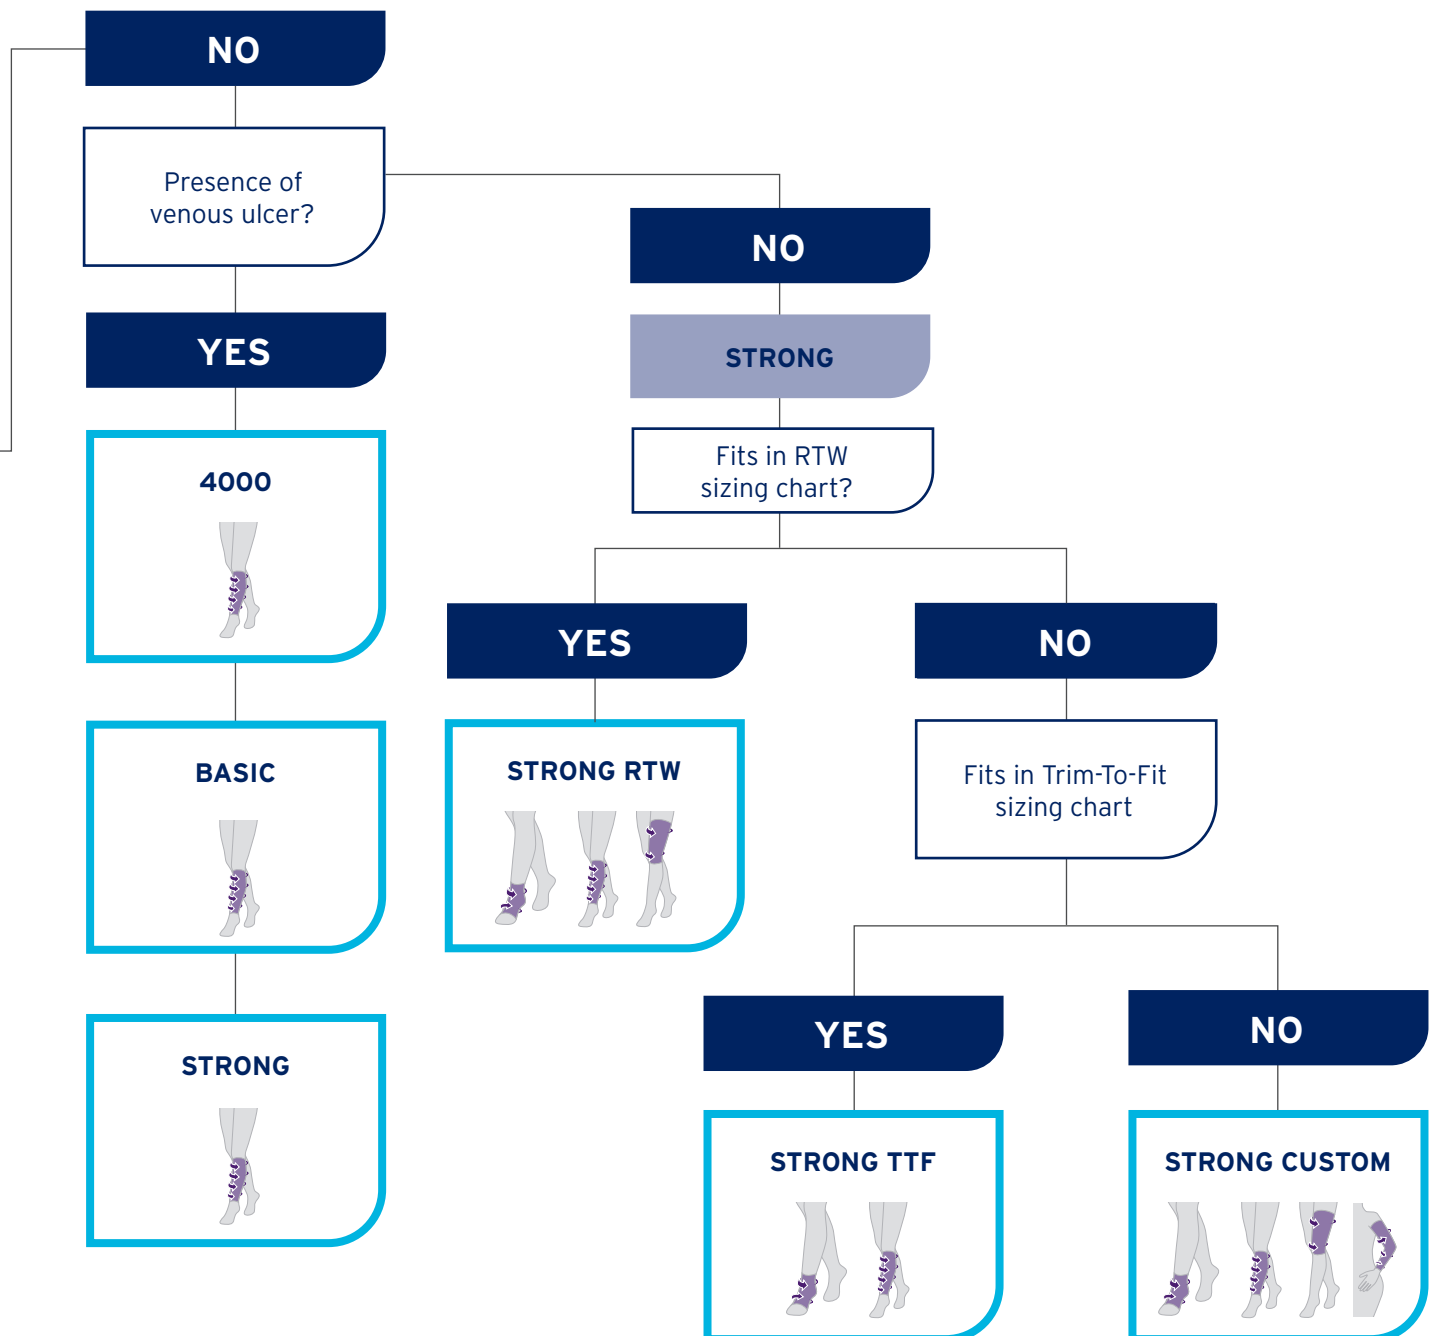 NO
Presence of
venous ulcer?
NO
YES
STRONG
4000
Fits in RTW
sizing chart?
YES
NO
BASIC
STRONG RTW
Fits in Trim-To-Fit
sizing chart
STRONG
YES
NO
STRONG TTF
STRONG CUSTOM